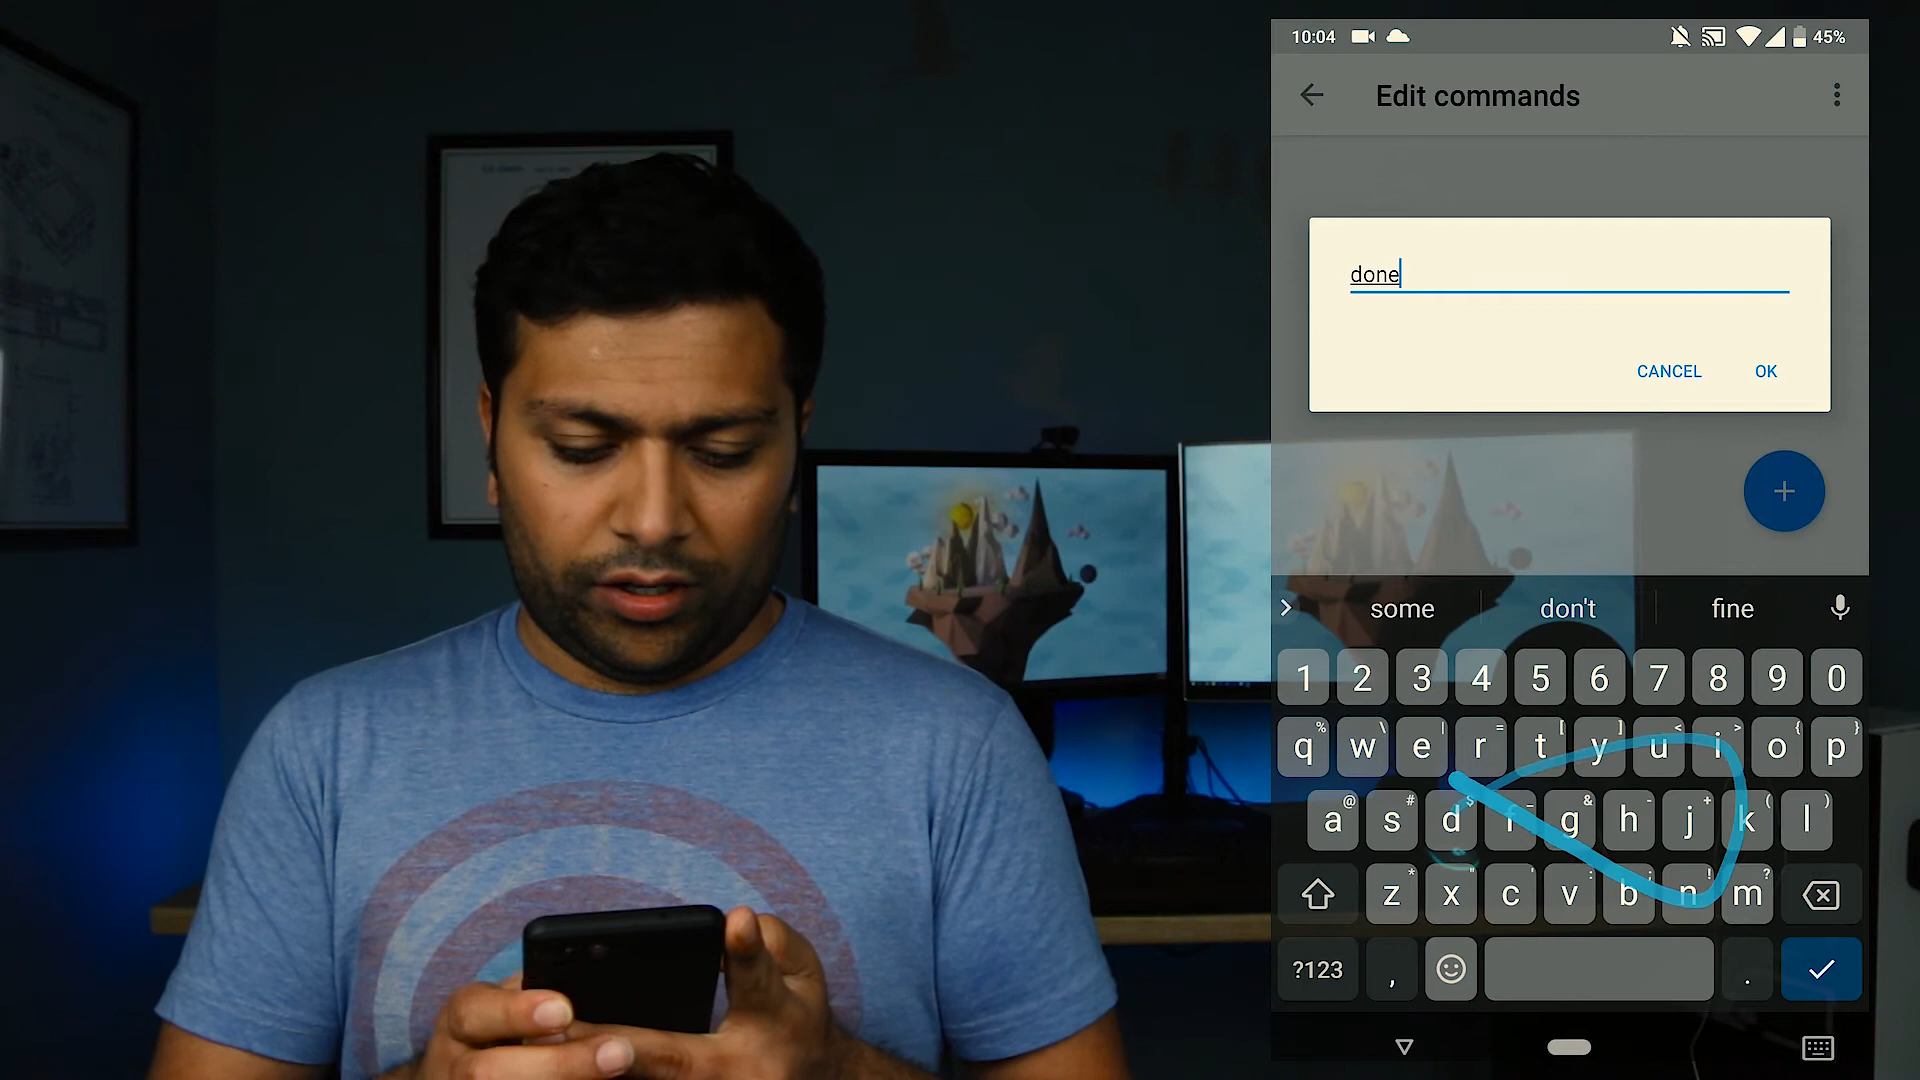 10:04 45%
Edit commands
done
CANCEL OK
some don't fine
1 2 3 4 5 6 7 8 9 0
% \ | = [ ] < > { }
q w e r t y u i o p
@ # $ _ & - + ( )
a s d f g h j k l
* " ' : ; ! ?
z x c v b n m
?123 , .